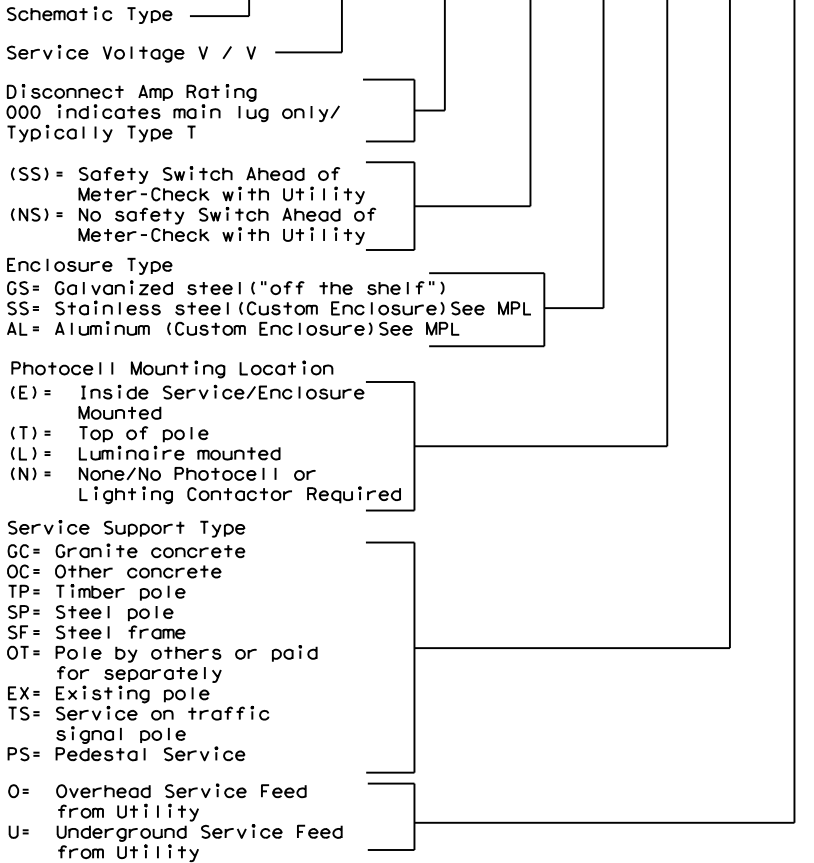 Schematic Type
Service Voltage V / V
Disconnect Amp Rating
000 indicates main lug only/
Typically Type T
(SS)= Safety Switch Ahead of
Meter-Check with Utility
(NS)= No safety Switch Ahead of
Meter-Check with Utility
Enclosure Type
GS= Galvanized steel("off the shelf")
SS= Stainless steel(Custom Enclosure)See MPL
AL= Aluminum (Custom Enclosure)See MPL
Photocell Mounting Location
(E)= Inside Service/Enclosure
Mounted
(T)= Top of pole
(L)= Luminaire mounted
(N)= None/No Photocell or
Lighting Contactor Required
Service Support Type
GC= Granite concrete
OC= Other concrete
TP= Timber pole
SP= Steel pole
SF= Steel frame
OT= Pole by others or paid
for separately
EX= Existing pole
TS= Service on traffic
signal pole
PS= Pedestal Service
O= Overhead Service Feed
from Utility
U= Underground Service Feed
from Utility